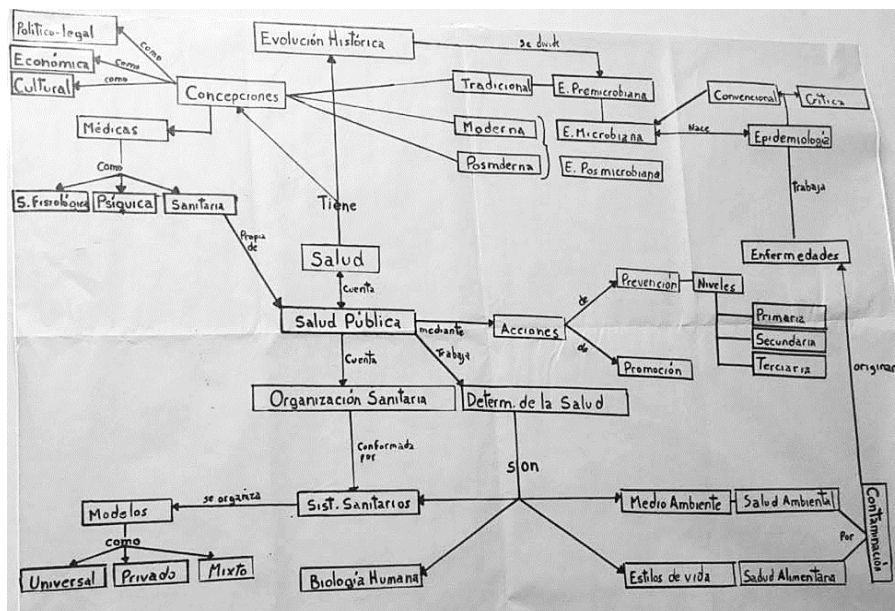 Político-legal
como
Económica
como
Cultural
como
Concepciones
Médicas
como
S. Fisiológica
Psíquica
Sanitaria
Propia
de
Evolución Histórica
se divide
Tradicional
E. Premicrobiana
Moderna
E. Microbiana
Posmderna
E. Posmicrobiana
Convencional
Crítica
Nace
Epidemiología
trabaja
Enfermedades
Tiene
Salud
Cuenta
Salud Pública
mediante
Acciones
de
Prevención
Niveles
Primaria
Secundaria
Terciaria
de
Promoción
originan
Cuenta
Trabaja
Organización Sanitaria
Determ. de la Salud
Conformada
por
son
Sist. Sanitarios
se organiza
Modelos
como
Universal
Privado
Mixto
Biología Humana
Medio Ambiente
Salud Ambiental
Estilos de vida
Por
Contaminación